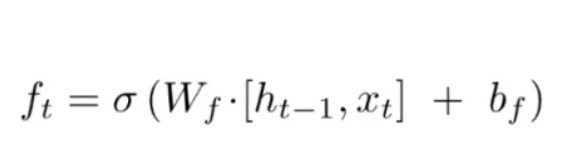 f_t = σ (W_f · [h_{t−1}, x_t] + b_f)